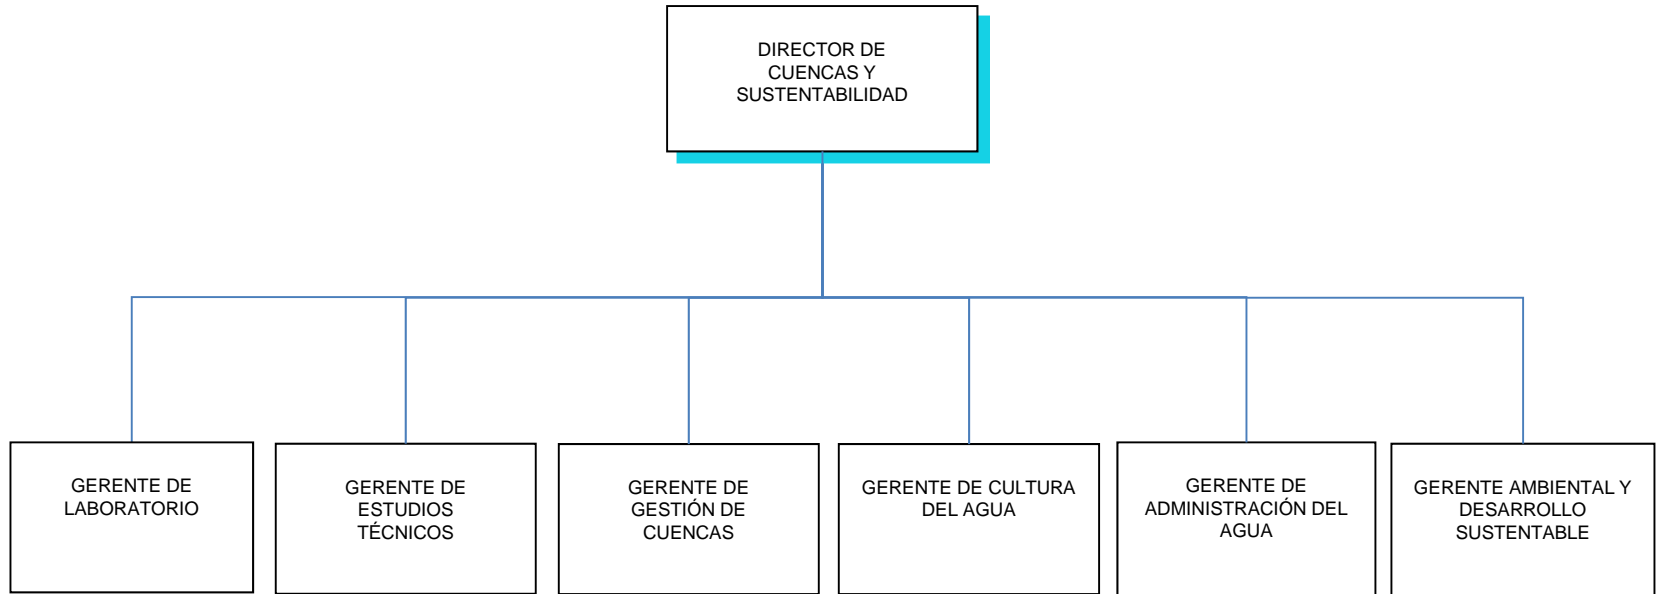 DIRECTOR DE
CUENCAS Y
SUSTENTABILIDAD
GERENTE DE
LABORATORIO
GERENTE DE
ESTUDIOS
TÉCNICOS
GERENTE DE
GESTIÓN DE
CUENCAS
GERENTE DE CULTURA
DEL AGUA
GERENTE DE
ADMINISTRACIÓN DEL
AGUA
GERENTE AMBIENTAL Y
DESARROLLO
SUSTENTABLE